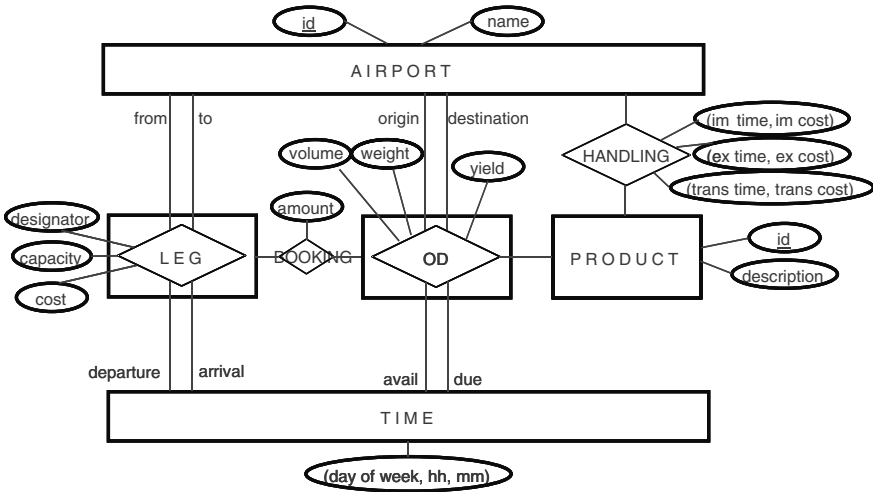 id
name
AIRPORT
from
to
origin
destination
(im time, im cost)
HANDLING
(ex time, ex cost)
(trans time, trans cost)
volume
weight
yield
designator
amount
capacity
LEG
BOOKING
OD
PRODUCT
id
description
cost
departure
arrival
avail
due
TIME
(day of week, hh, mm)